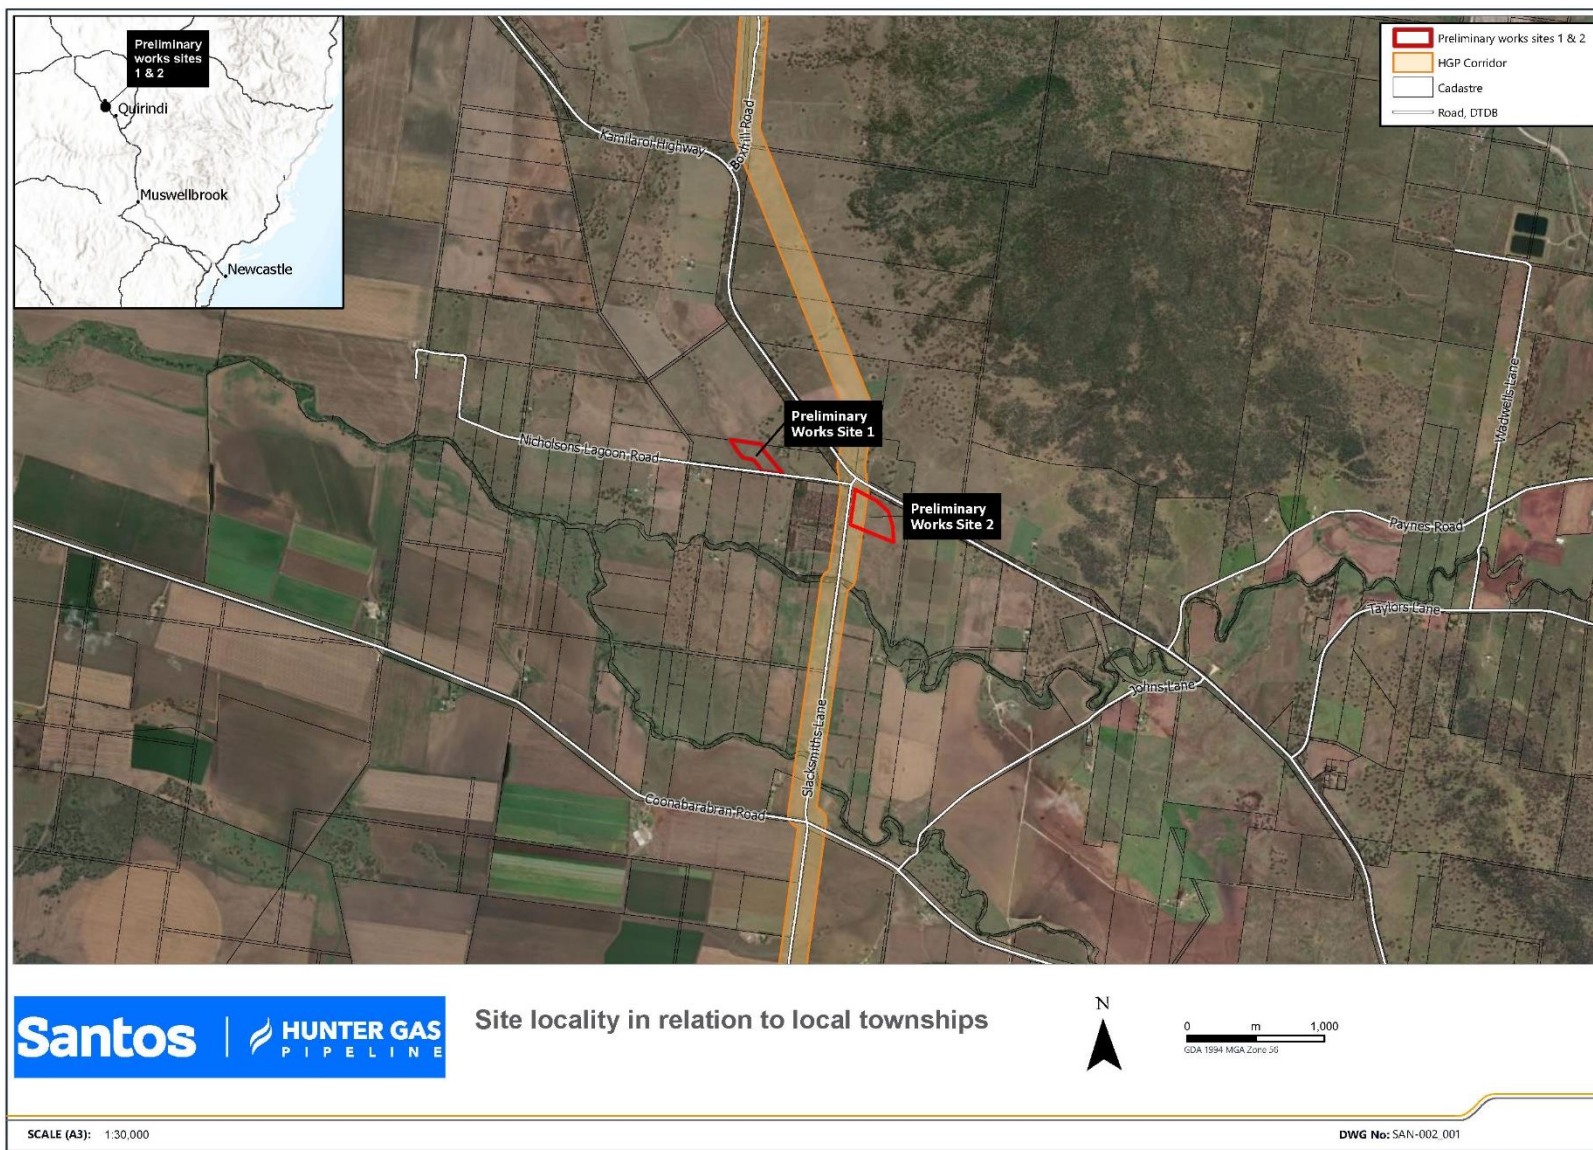 Preliminary
works sites
1 & 2
Quirindi
Muswellbrook
Newcastle
Preliminary works sites 1 & 2
HGP Corridor
Cadastre
Road, DTDB
Boxhill Road
Kamilaroi Highway
Wadwells Lane
Preliminary
Works Site 1
Nicholsons Lagoon Road
Preliminary
Works Site 2
Paynes Road
Taylors Lane
Johns Lane
Slacksmiths Lane
Coonabarabran Road
Santos
HUNTER GAS
PIPELINE
Site locality in relation to local townships
N
0 m 1,000
GDA 1994 MGA Zone 56
SCALE (A3): 1:30,000
DWG No: SAN-002_001